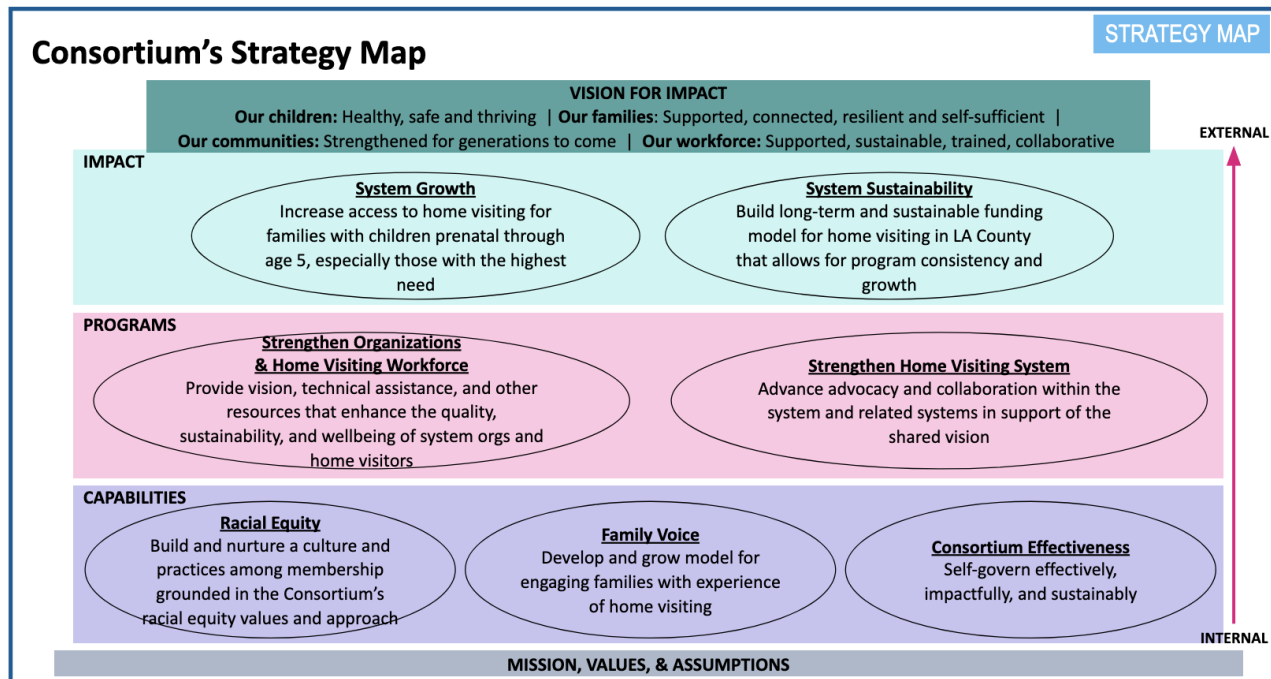 STRATEGY MAP
Consortium's Strategy Map
VISION FOR IMPACT
Our children: Healthy, safe and thriving | Our families: Supported, connected, resilient and self-sufficient |
Our communities: Strengthened for generations to come | Our workforce: Supported, sustainable, trained, collaborative
EXTERNAL
IMPACT
System Growth
Increase access to home visiting for
families with children prenatal through
age 5, especially those with the highest
need
System Sustainability
Build long-term and sustainable funding
model for home visiting in LA County
that allows for program consistency and
growth
PROGRAMS
Strengthen Organizations
& Home Visiting Workforce
Provide vision, technical assistance, and other
resources that enhance the quality,
sustainability, and wellbeing of system orgs and
home visitors
Strengthen Home Visiting System
Advance advocacy and collaboration within the
system and related systems in support of the
shared vision
CAPABILITIES
Racial Equity
Build and nurture a culture and
practices among membership
grounded in the Consortium's
racial equity values and approach
Family Voice
Develop and grow model for
engaging families with experience
of home visiting
Consortium Effectiveness
Self-govern effectively,
impactfully, and sustainably
INTERNAL
MISSION, VALUES, & ASSUMPTIONS